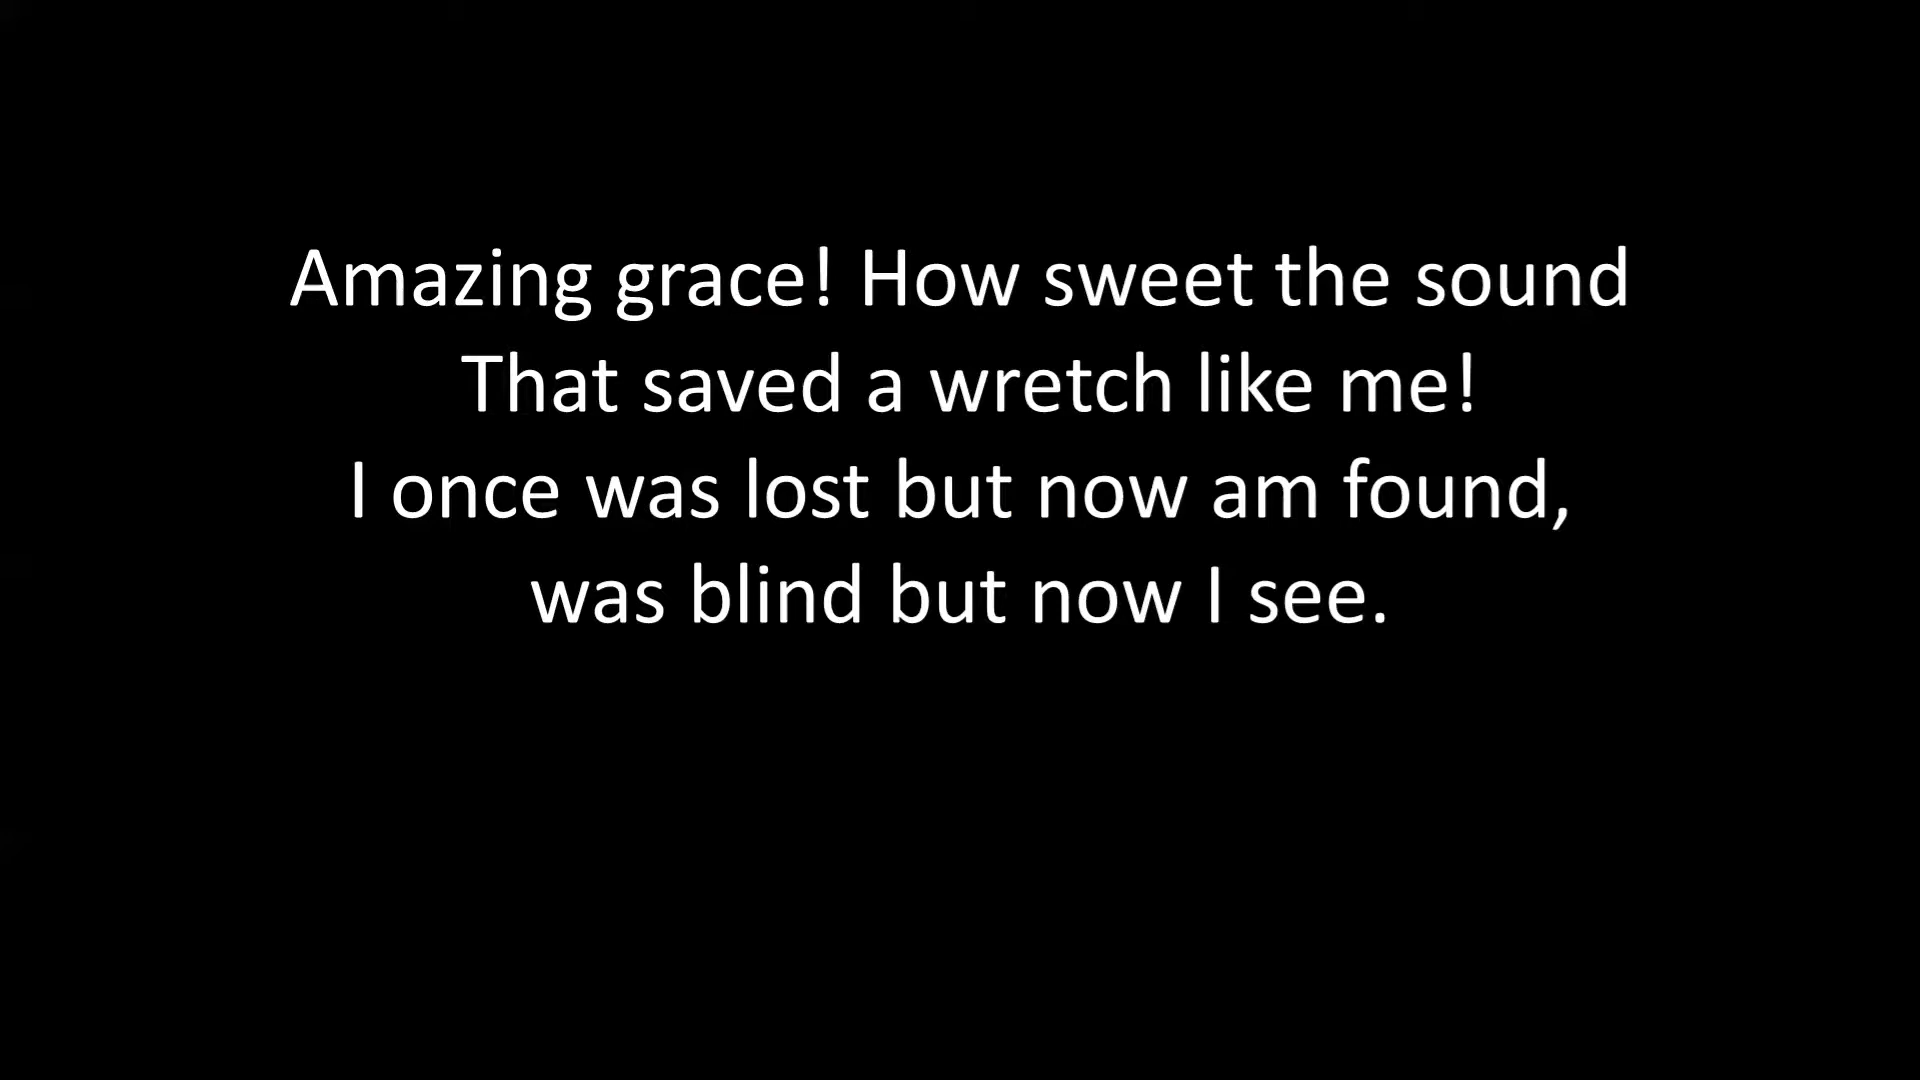 Amazing grace! How sweet the sound
That saved a wretch like me!
I once was lost but now am found,
was blind but now I see.